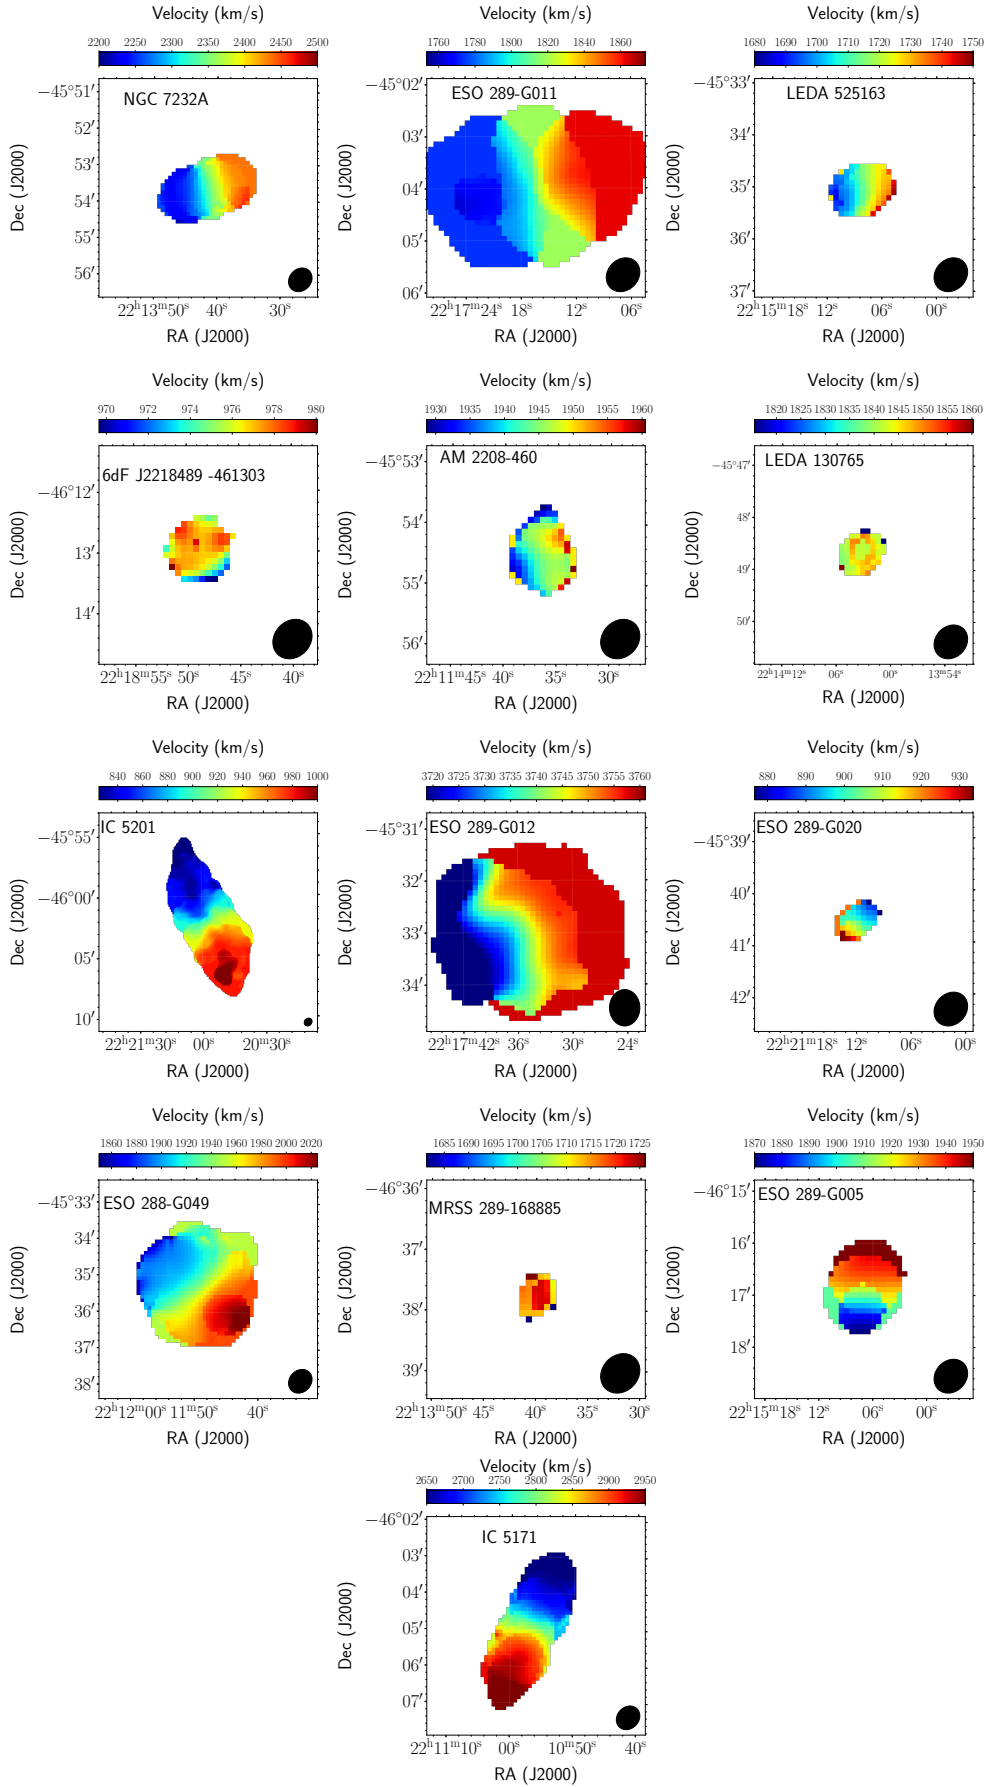 Velocity (km/s)
2200 2250 2300 2350 2400 2450 2500
NGC 7232A
−45°51′
52′
53′
54′
55′
56′
Dec (J2000)
22h13m50s 40s 30s
RA (J2000)
Velocity (km/s)
1760 1780 1800 1820 1840 1860
ESO 289-G011
−45°02′
03′
04′
05′
06′
Dec (J2000)
22h17m24s 18s 12s 06s
RA (J2000)
Velocity (km/s)
1680 1690 1700 1710 1720 1730 1740 1750
LEDA 525163
−45°33′
34′
35′
36′
37′
Dec (J2000)
22h15m18s 12s 06s 00s
RA (J2000)
Velocity (km/s)
970 972 974 976 978 980
6dF J2218489 -461303
−46°12′
13′
14′
Dec (J2000)
22h18m55s 50s 45s 40s
RA (J2000)
Velocity (km/s)
1930 1935 1940 1945 1950 1955 1960
AM 2208-460
−45°53′
54′
55′
56′
Dec (J2000)
22h11m45s 40s 35s 30s
RA (J2000)
Velocity (km/s)
1820 1825 1830 1835 1840 1845 1850 1855 1860
LEDA 130765
−45°47′
48′
49′
50′
Dec (J2000)
22h14m12s 06s 00s 13m54s
RA (J2000)
Velocity (km/s)
840 860 880 900 920 940 960 980 1000
IC 5201
−45°55′
−46°00′
05′
10′
Dec (J2000)
22h21m30s 00s 20m30s
RA (J2000)
Velocity (km/s)
3720 3725 3730 3735 3740 3745 3750 3755 3760
ESO 289-G012
−45°31′
32′
33′
34′
Dec (J2000)
22h17m42s 36s 30s 24s
RA (J2000)
Velocity (km/s)
880 890 900 910 920 930
ESO 289-G020
−45°39′
40′
41′
42′
Dec (J2000)
22h21m18s 12s 06s 00s
RA (J2000)
Velocity (km/s)
1860 1880 1900 1920 1940 1960 1980 2000 2020
ESO 288-G049
−45°33′
34′
35′
36′
37′
38′
Dec (J2000)
22h12m00s 11m50s 40s
RA (J2000)
Velocity (km/s)
1685 1690 1695 1700 1705 1710 1715 1720 1725
MRSS 289-168885
−46°36′
37′
38′
39′
Dec (J2000)
22h13m50s 45s 40s 35s 30s
RA (J2000)
Velocity (km/s)
1870 1880 1890 1900 1910 1920 1930 1940 1950
ESO 289-G005
−46°15′
16′
17′
18′
Dec (J2000)
22h15m18s 12s 06s 00s
RA (J2000)
Velocity (km/s)
2650 2700 2750 2800 2850 2900 2950
IC 5171
−46°02′
03′
04′
05′
06′
07′
Dec (J2000)
22h11m10s 00s 10m50s 40s
RA (J2000)